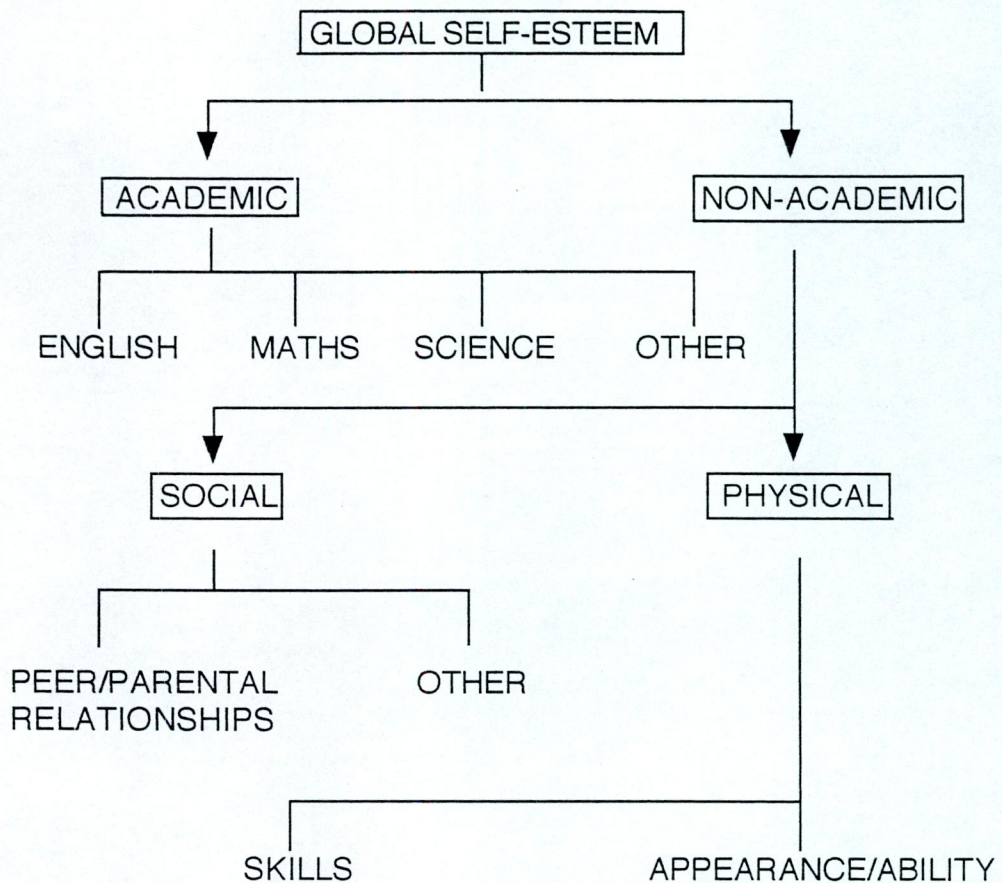 GLOBAL SELF-ESTEEM
ACADEMIC
NON-ACADEMIC
ENGLISH
MATHS
SCIENCE
OTHER
SOCIAL
PHYSICAL
PEER/PARENTAL
RELATIONSHIPS
OTHER
SKILLS
APPEARANCE/ABILITY